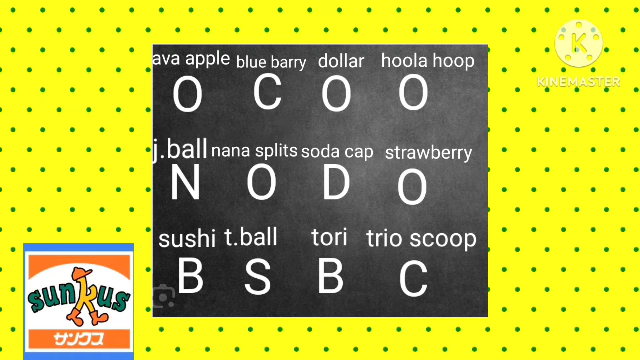 ava apple blue barry dollar hoola hoop
O C O O
j.ball nana splits soda cap strawberry
N O D O
sushi t.ball tori trio scoop
B S B C
KINEMASTER
sunkus
サンクス